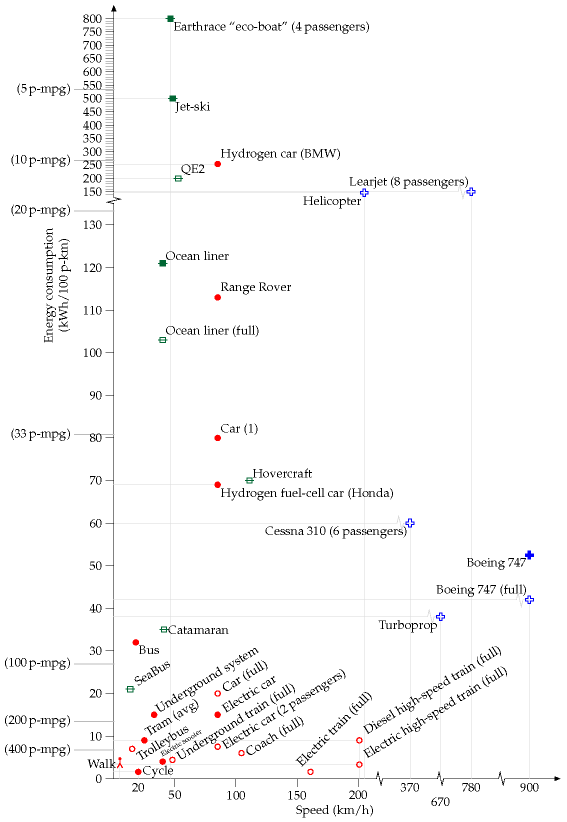 800
Earthrace “eco-boat” (4 passengers)
750
700
650
600
550
(5 p-mpg)
500
Jet-ski
450
400
350
300
Hydrogen car (BMW)
(10 p-mpg)
250
QE2
200
Learjet (8 passengers)
150
Helicopter
(20 p-mpg)
130
Ocean liner
120
Range Rover
110
Energy consumption
(kWh/100 p-km)
Ocean liner (full)
100
90
Car (1)
(33 p-mpg)
80
Hovercraft
70
Hydrogen fuel-cell car (Honda)
60
Cessna 310 (6 passengers)
50
Boeing 747
Boeing 747 (full)
40
Turboprop
Catamaran
Bus
30
(100 p-mpg)
SeaBus
20
Underground system
Car (full)
Electric car
Tram (avg)
(200 p-mpg)
10
Trolleybus
Electric scooter
Underground train (full)
Electric car (2 passengers)
Coach (full)
Electric train (full)
Diesel high-speed train (full)
Electric high-speed train (full)
(400 p-mpg)
Walk
Cycle
0
20
50
100
150
200
370
670
780
900
Speed (km/h)